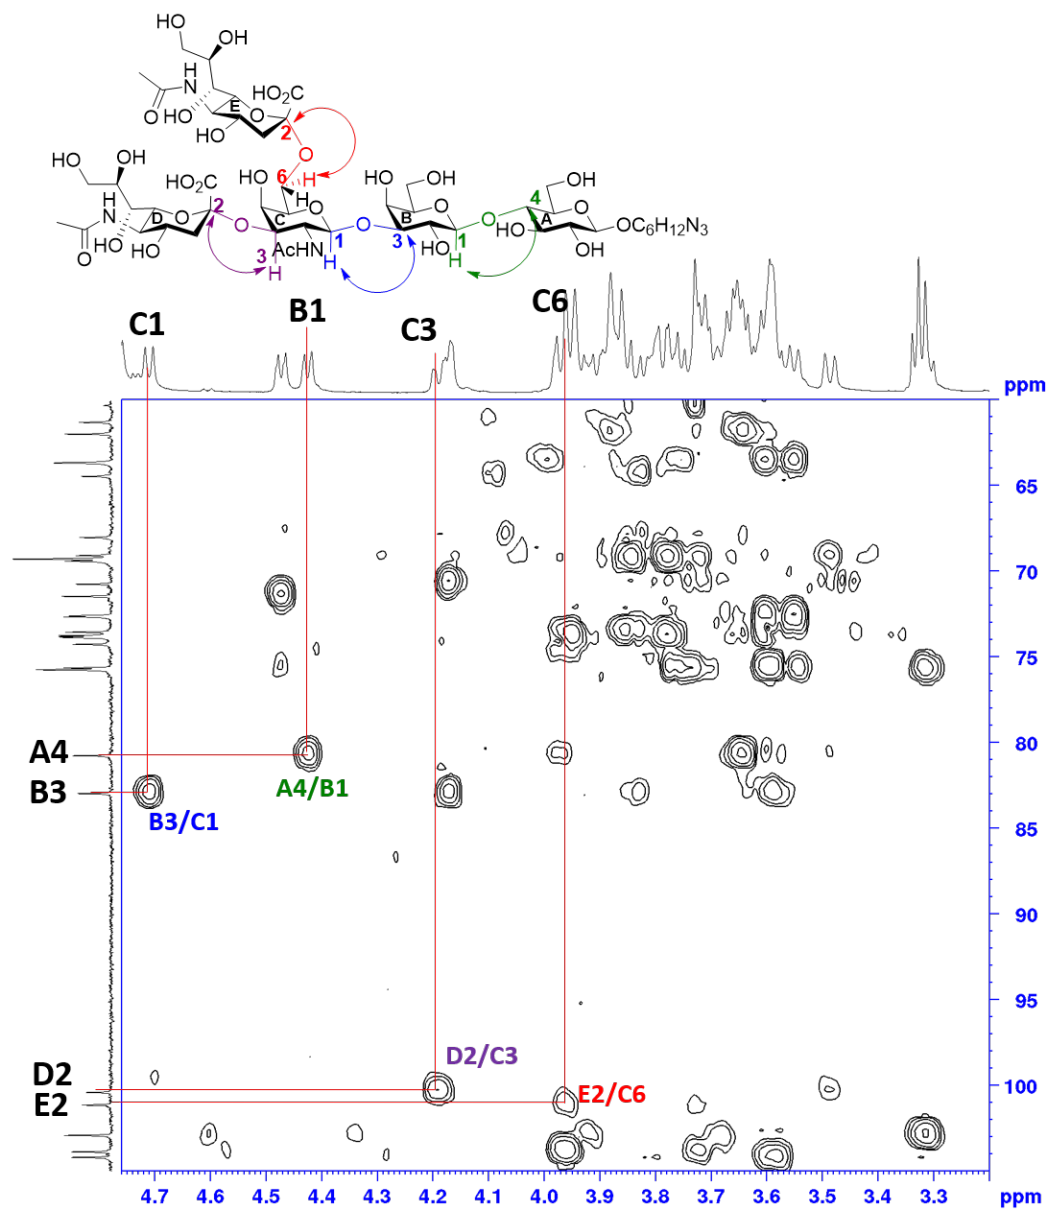 HO
OH
H
N
HO₂C
E
O
O
HO
HO
2
O
HO
OH
HO₂C
6
H
H
HO
HO
OH
4
OH
H
N
D
O
2
O
C
O
B
O
O
A
O
O
HO
HO
AcHN
1
O
3
OH
1
HO
OH
OC₆H₁₂N₃
3
H
H
H
C1
B1
C3
C6
ppm
65
70
75
A4
80
A4/B1
B3
B3/C1
85
90
95
D2/C3
D2
100
E2
E2/C6
4.7 4.6 4.5 4.4 4.3 4.2 4.1 4.0 3.9 3.8 3.7 3.6 3.5 3.4 3.3 ppm